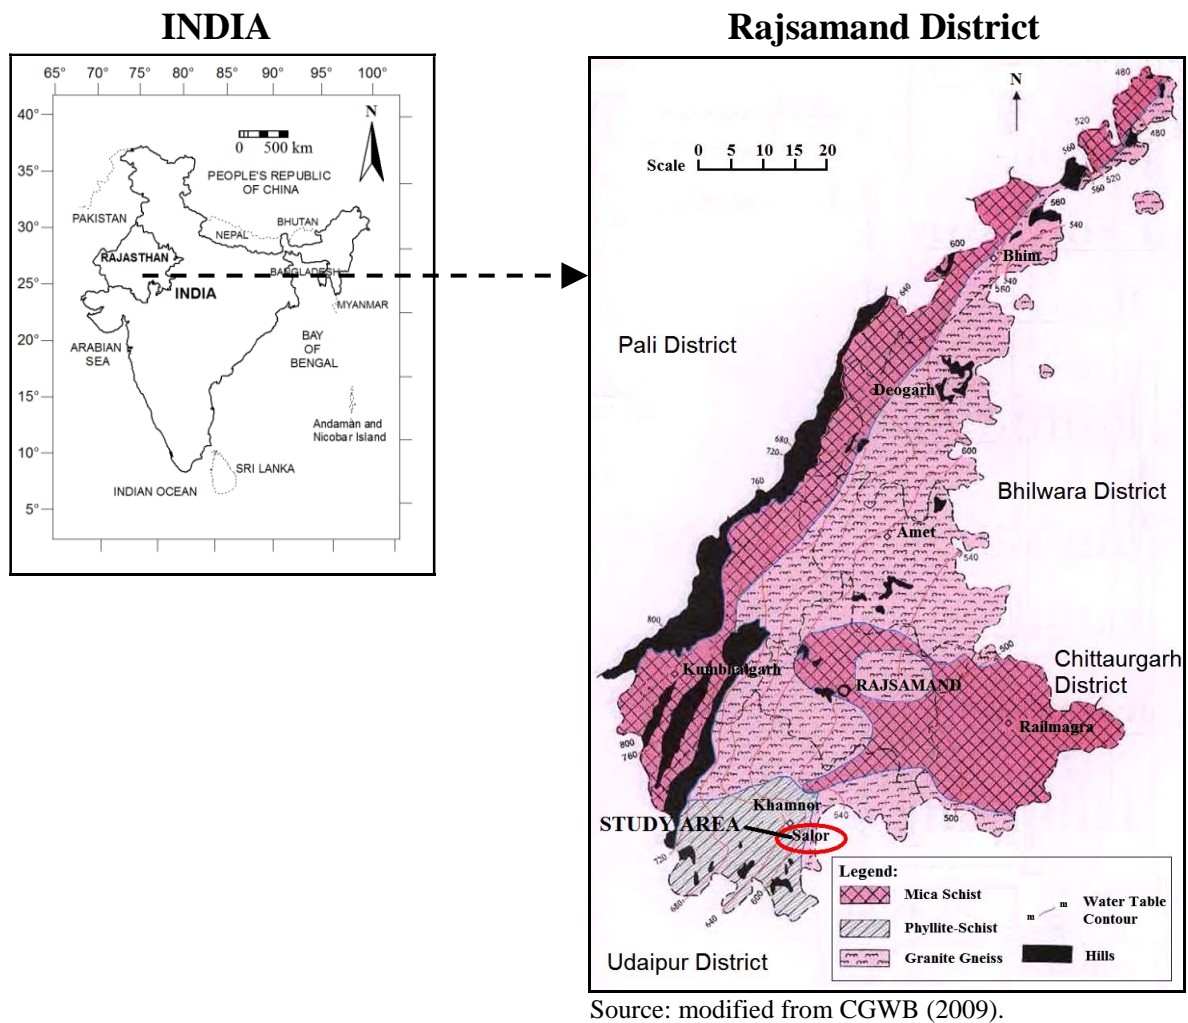 INDIA
Rajsamand District
65° 70° 75° 80° 85° 90° 95° 100°
40°
35°
30°
25°
20°
15°
10°
5°
N
0 500 km
PEOPLE'S REPUBLIC
OF CHINA
PAKISTAN
NEPAL
BHUTAN
RAJASTHAN
BANGLADESH
INDIA
MYANMAR
ARABIAN
SEA
BAY
OF
BENGAL
Andaman and
Nicobar Island
SRI LANKA
INDIAN OCEAN
N
Scale 0 5 10 15 20
480
520
480
560
560
520
560
540
600
Bhim
540
560
640
Pali District
Deogarh
680
720
600
760
Bhilwara District
Amet
540
800
500
Kumbhalgarh
Chittaurgarh
District
RAJSAMAND
Railmagra
800
760
Khamnor
540
500
STUDY AREA
Salor
720
680
640
600
Udaipur District
Legend:
Mica Schist
Phyllite-Schist
Granite Gneiss
m m Water Table
Contour
Hills
Source: modified from CGWB (2009).